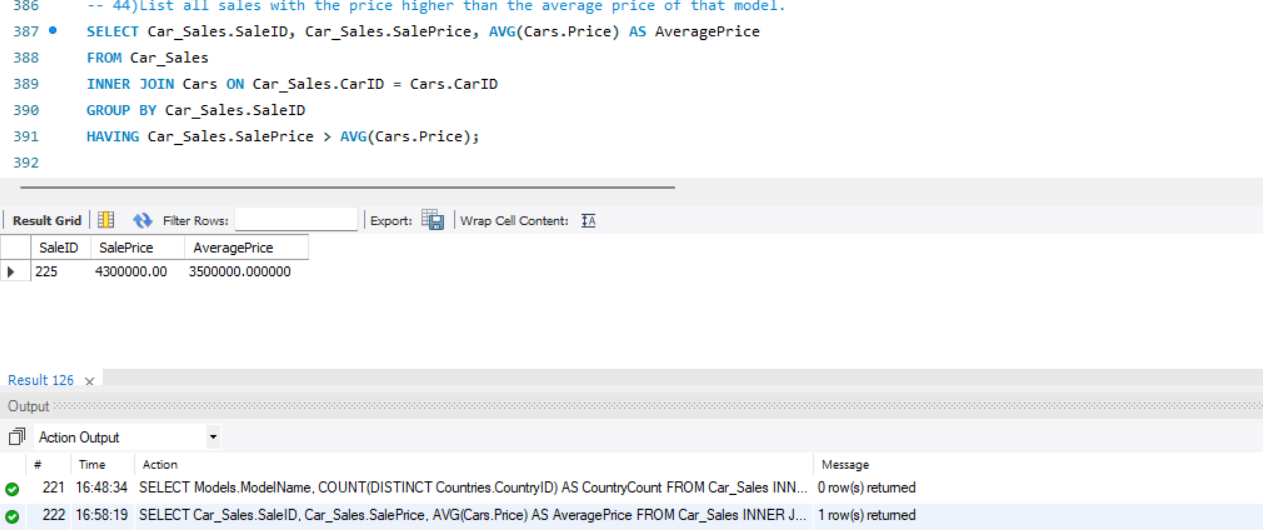 386 -- 44)List all sales with the price higher than the average price of that model.
387 SELECT Car_Sales.SaleID, Car_Sales.SalePrice, AVG(Cars.Price) AS AveragePrice
388 FROM Car_Sales
389 INNER JOIN Cars ON Car_Sales.CarID = Cars.CarID
390 GROUP BY Car_Sales.SaleID
391 HAVING Car_Sales.SalePrice > AVG(Cars.Price);
392
Result Grid Filter Rows: Export: Wrap Cell Content: IA
SaleID SalePrice AveragePrice
225 4300000.00 3500000.000000
Result 126 ×
Output
Action Output
# Time Action Message
221 16:48:34 SELECT Models.ModelName, COUNT(DISTINCT Countries.CountryID) AS CountryCount FROM Car_Sales INN... 0 row(s) returned
222 16:58:19 SELECT Car_Sales.SaleID, Car_Sales.SalePrice, AVG(Cars.Price) AS AveragePrice FROM Car_Sales INNER J... 1 row(s) returned